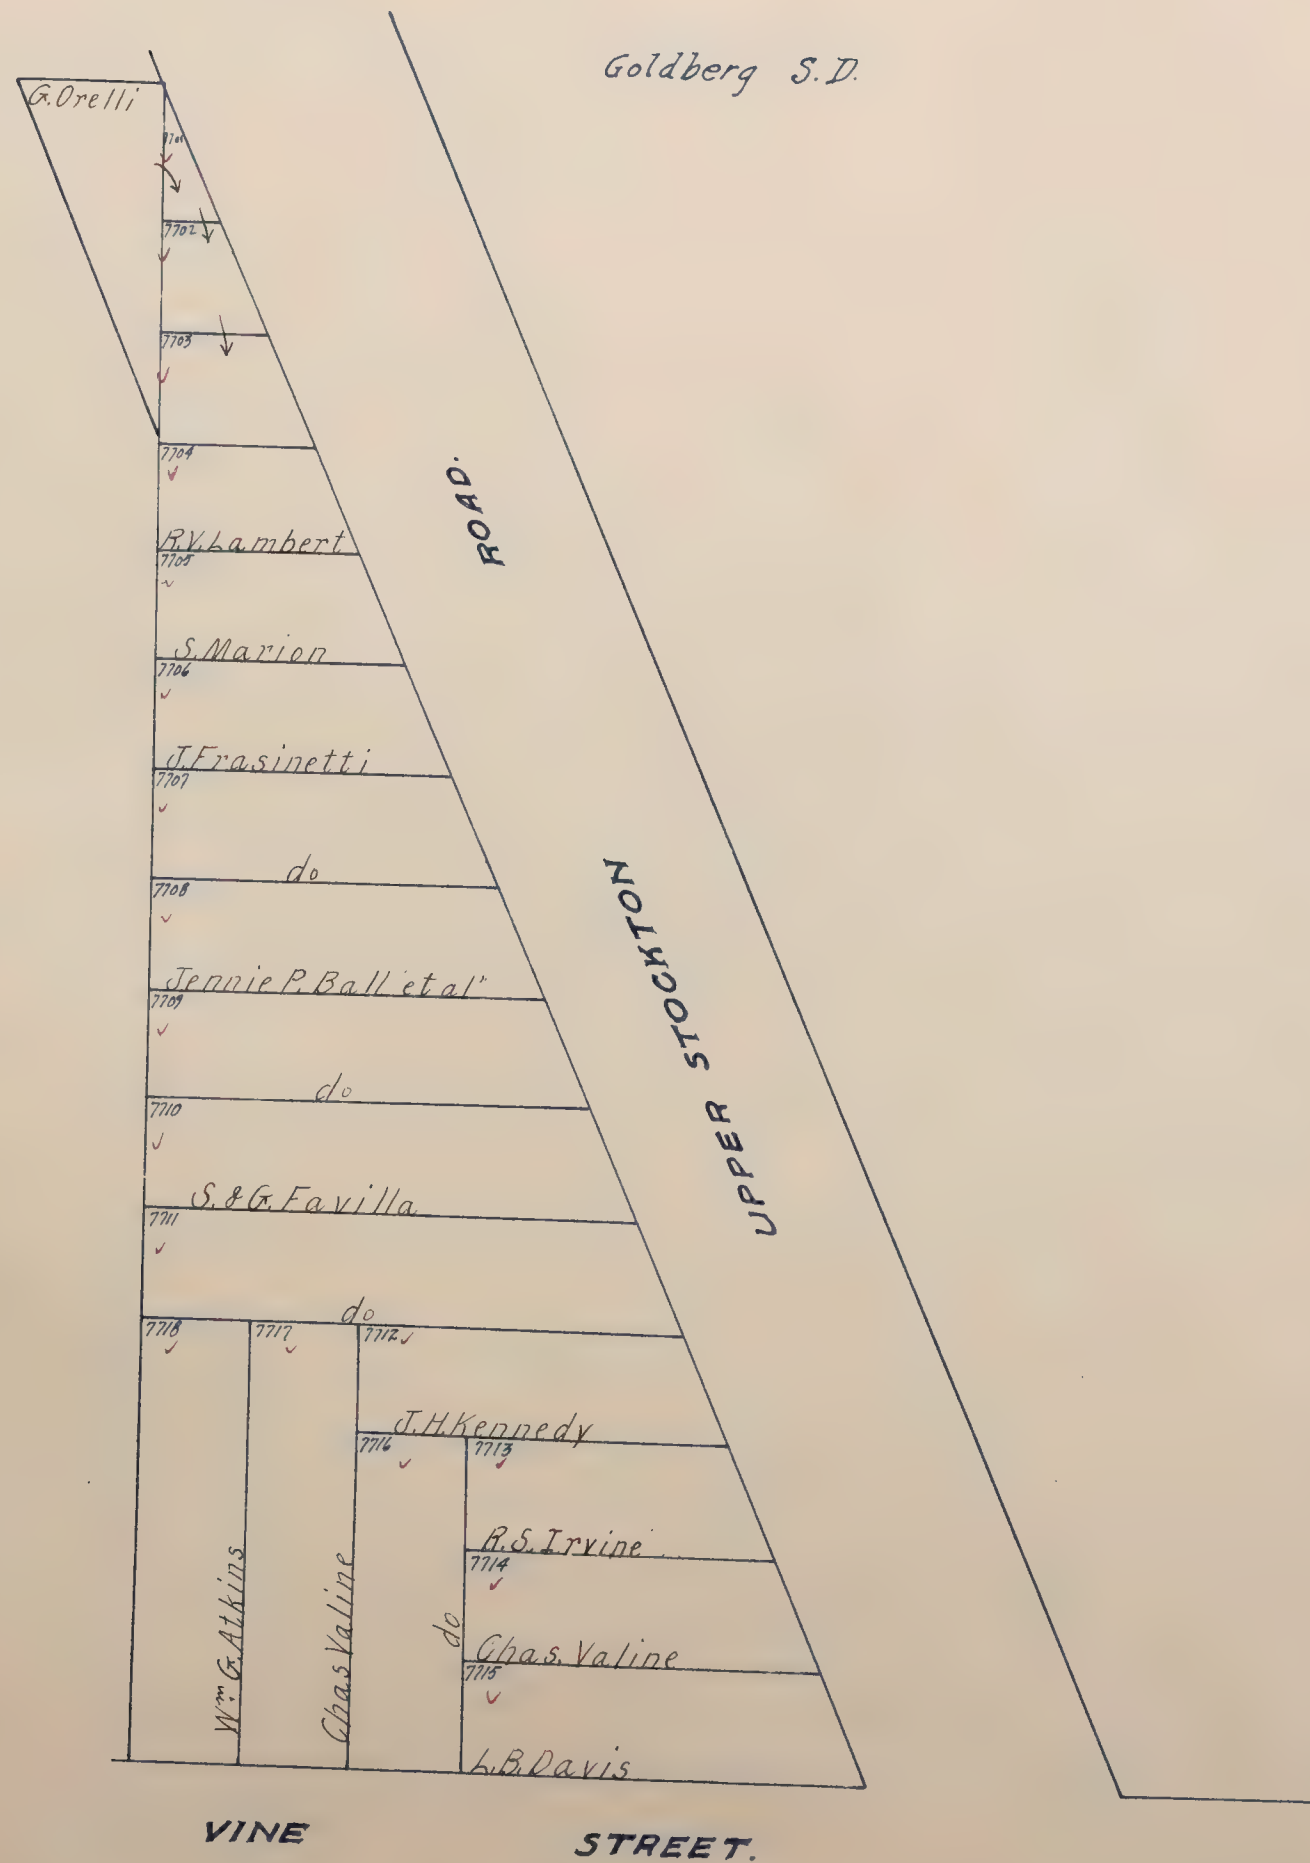 Goldberg S.D.
G. Orelli
7701
7702
7703
7704
R.V. Lambert
7705
S. Marion
7706
J. Frasinetti
7707
do
7708
Jennie P. Ball "et al"
7709
do
7710
S. & G. Favilla
7711
do
7718
7717
7712
J.H. Kennedy
7716
7713
R.S. Irvine
7714
Chas. Valine
7715
L.B. Davis
Wm G. Atkins
Chas Valine
do
UPPER STOCKTON ROAD.
VINE STREET.